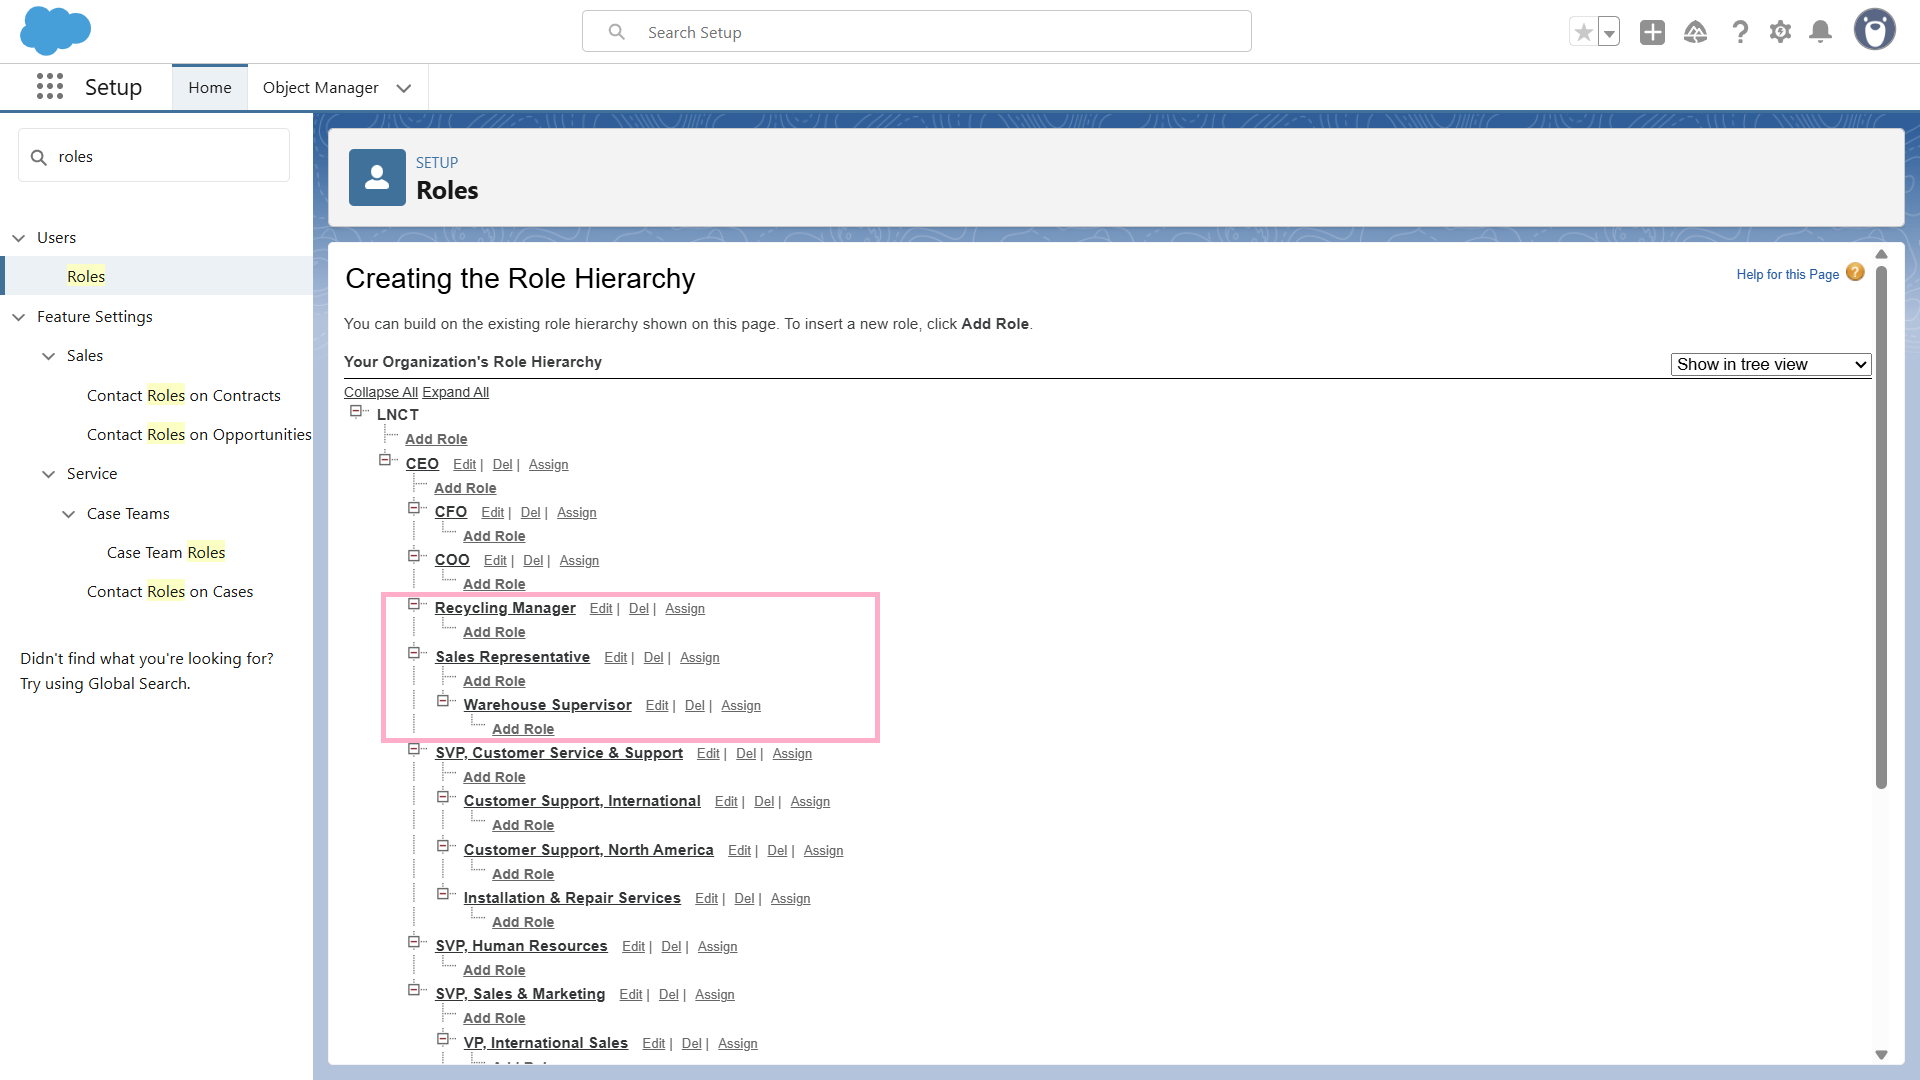 Search Setup
Setup
Home
Object Manager
roles
Users
Roles
Feature Settings
Sales
Contact Roles on Contracts
Contact Roles on Opportunities
Service
Case Teams
Case Team Roles
Contact Roles on Cases
Didn't find what you're looking for?
Try using Global Search.
SETUP
Roles
Creating the Role Hierarchy
Help for this Page ?
You can build on the existing role hierarchy shown on this page. To insert a new role, click Add Role.
Your Organization's Role Hierarchy
Show in tree view
Collapse All Expand All
LNCT
Add Role
CEO Edit | Del | Assign
Add Role
CFO Edit | Del | Assign
Add Role
COO Edit | Del | Assign
Add Role
Recycling Manager Edit | Del | Assign
Add Role
Sales Representative Edit | Del | Assign
Add Role
Warehouse Supervisor Edit | Del | Assign
Add Role
SVP, Customer Service & Support Edit | Del | Assign
Add Role
Customer Support, International Edit | Del | Assign
Add Role
Customer Support, North America Edit | Del | Assign
Add Role
Installation & Repair Services Edit | Del | Assign
Add Role
SVP, Human Resources Edit | Del | Assign
Add Role
SVP, Sales & Marketing Edit | Del | Assign
Add Role
VP, International Sales Edit | Del | Assign